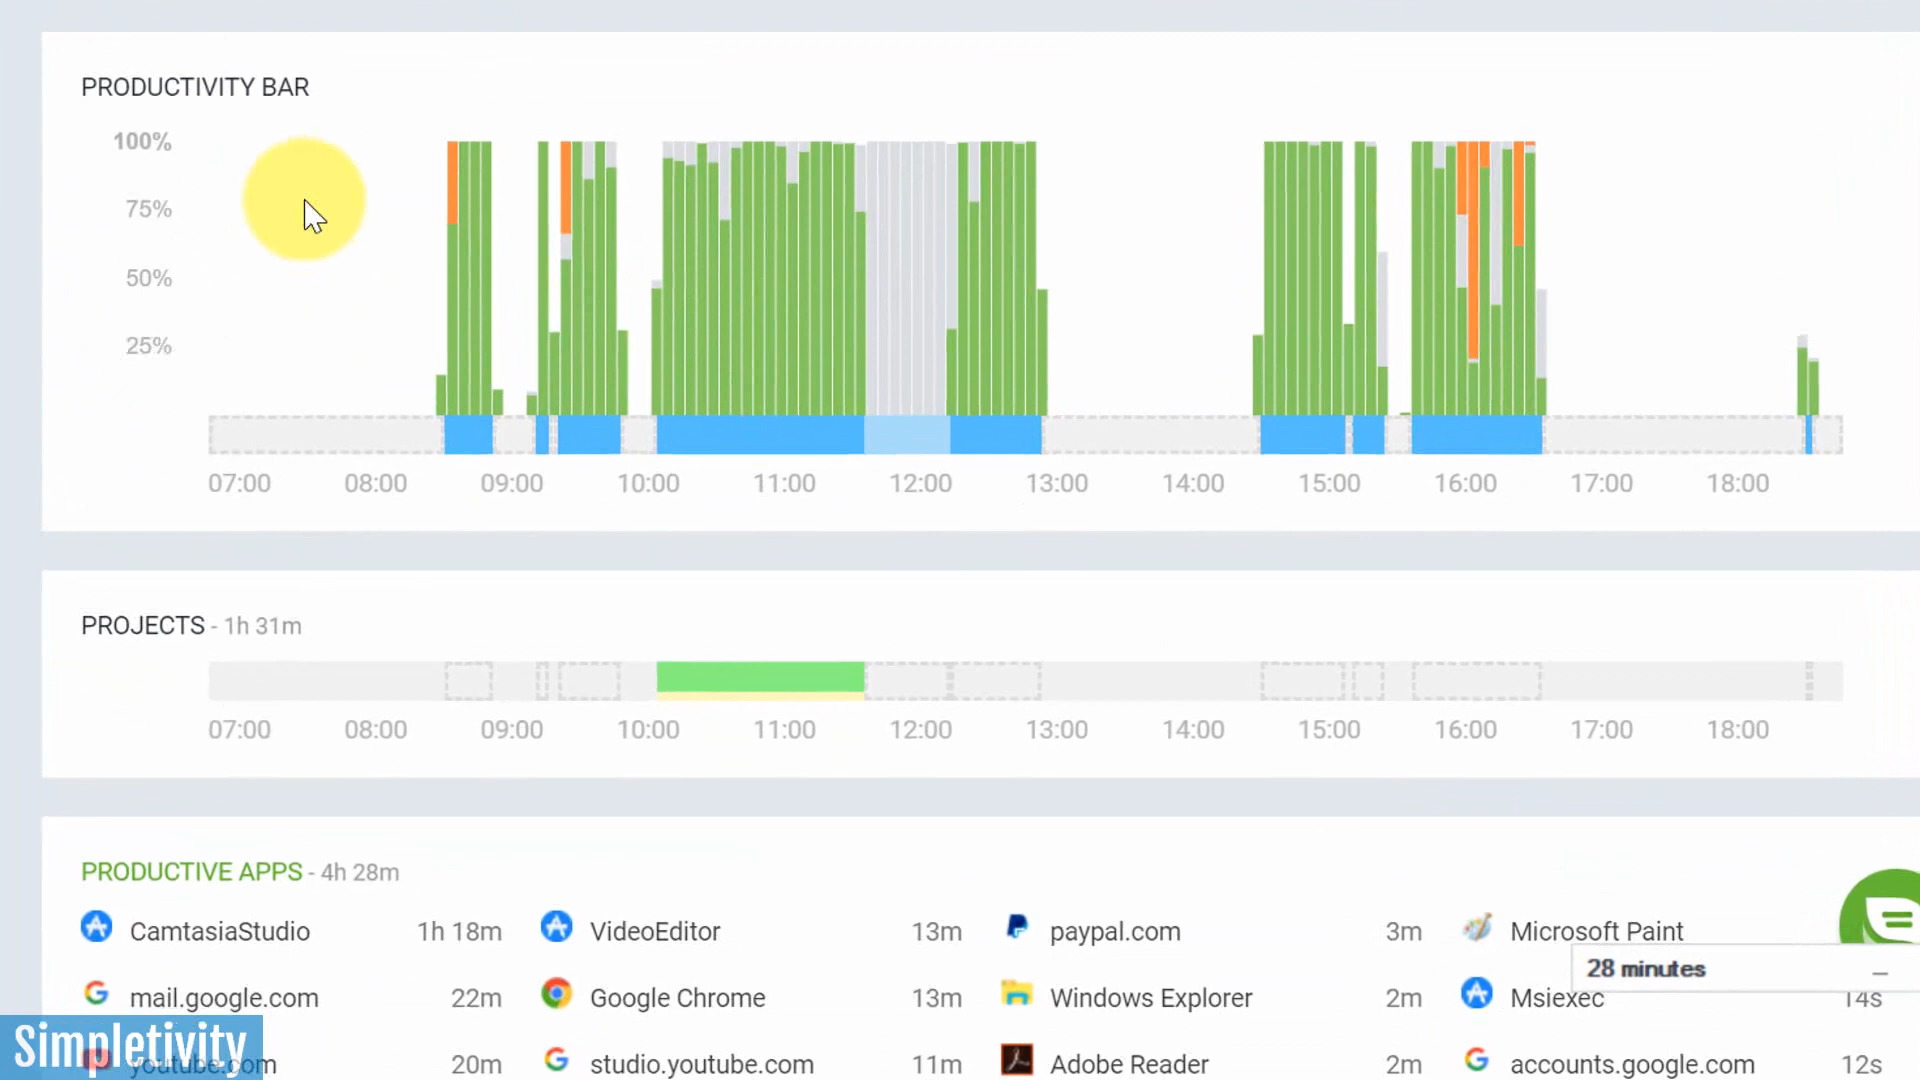 PRODUCTIVITY BAR
100%
75%
50%
25%
07:00 08:00 09:00 10:00 11:00 12:00 13:00 14:00 15:00 16:00 17:00 18:00
PROJECTS - 1h 31m
07:00 08:00 09:00 10:00 11:00 12:00 13:00 14:00 15:00 16:00 17:00 18:00
PRODUCTIVE APPS - 4h 28m
CamtasiaStudio 1h 18m VideoEditor 13m paypal.com 3m Microsoft Paint
28 minutes
mail.google.com 22m Google Chrome 13m Windows Explorer 2m Msiexec 14s
Simpletivity
youtube.com 20m studio.youtube.com 11m Adobe Reader 2m accounts.google.com 12s